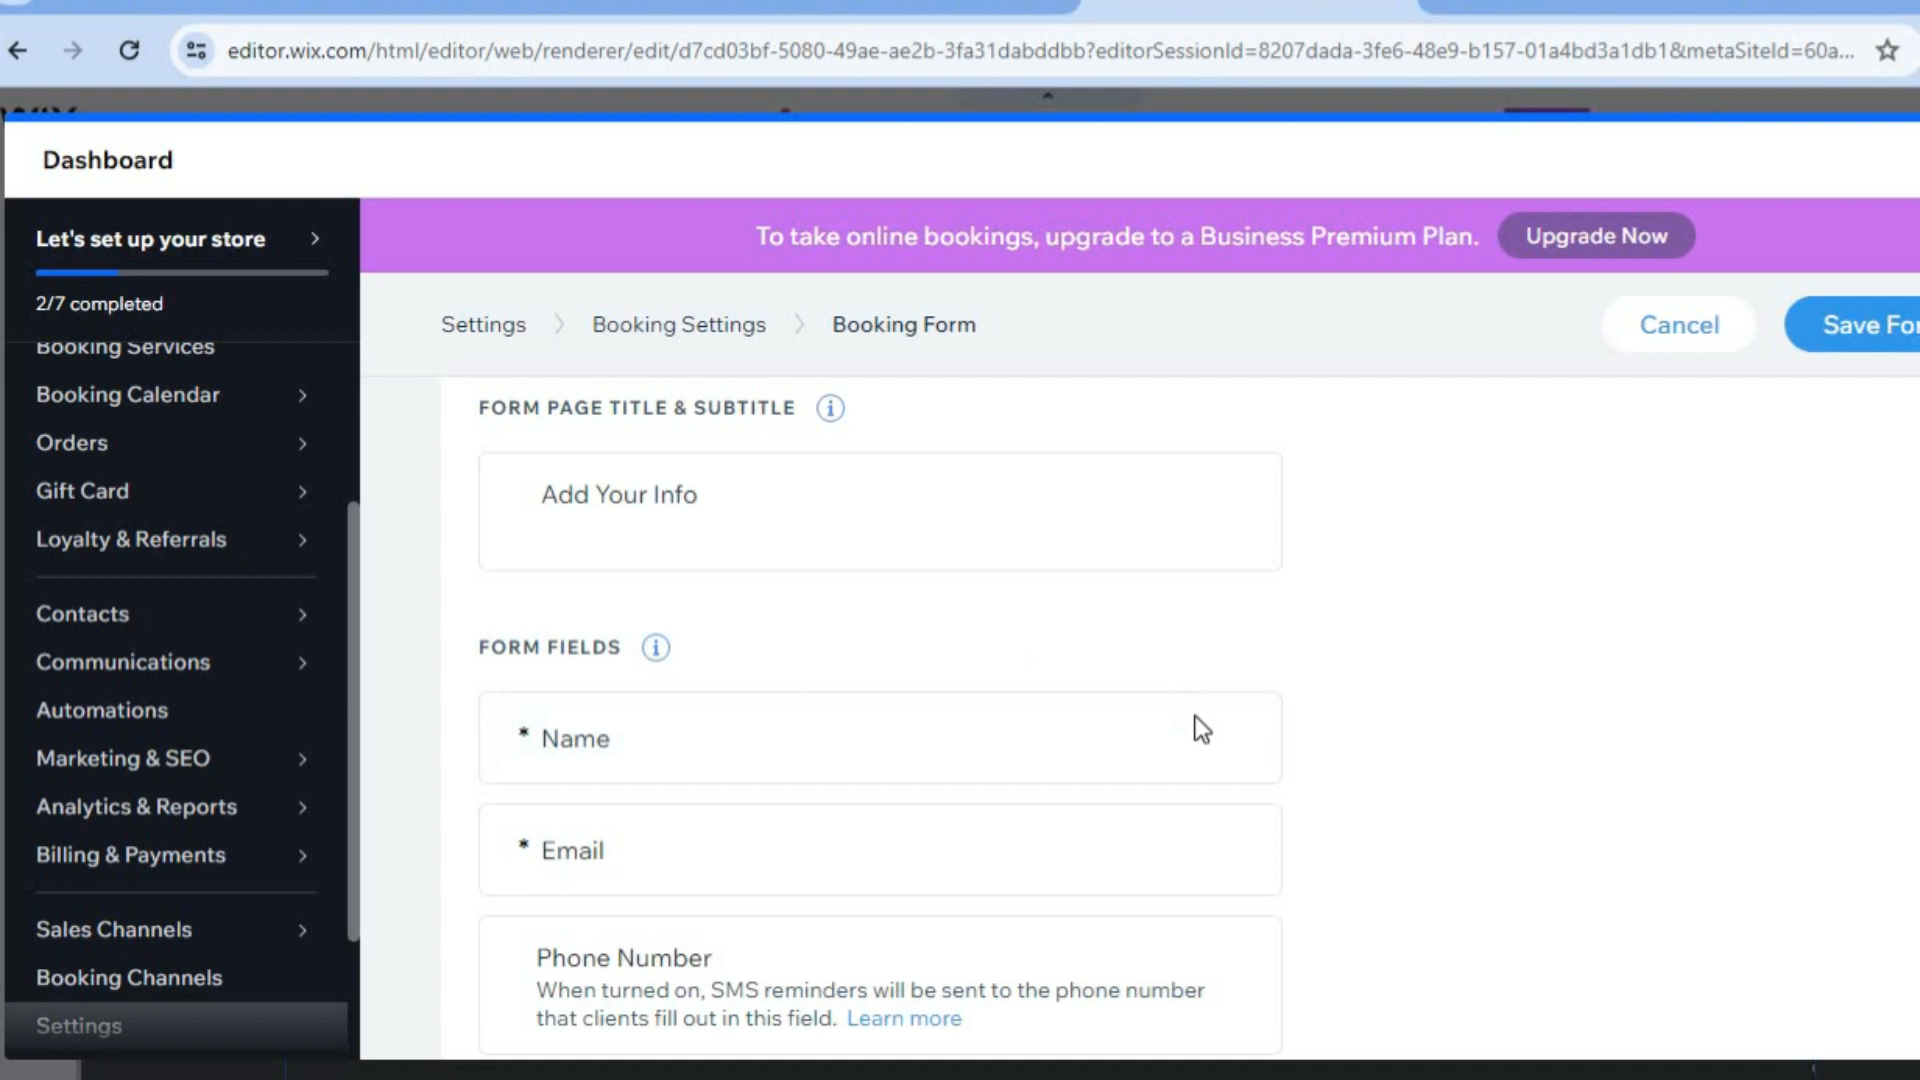 editor.wix.com/html/editor/web/renderer/edit/d7cd03bf-5080-49ae-ae2b-3fa31dabddbb?editorSessionId=8207dada-3fe6-48e9-b157-01a4bd3a1db1&metaSiteId=60a...
Dashboard
Let's set up your store
2/7 completed
Booking Services
Booking Calendar
Orders
Gift Card
Loyalty & Referrals
Contacts
Communications
Automations
Marketing & SEO
Analytics & Reports
Billing & Payments
Sales Channels
Booking Channels
Settings
To take online bookings, upgrade to a Business Premium Plan. Upgrade Now
Settings > Booking Settings > Booking Form
Cancel
Save For
FORM PAGE TITLE & SUBTITLE
Add Your Info
FORM FIELDS
* Name
* Email
Phone Number
When turned on, SMS reminders will be sent to the phone number
that clients fill out in this field. Learn more